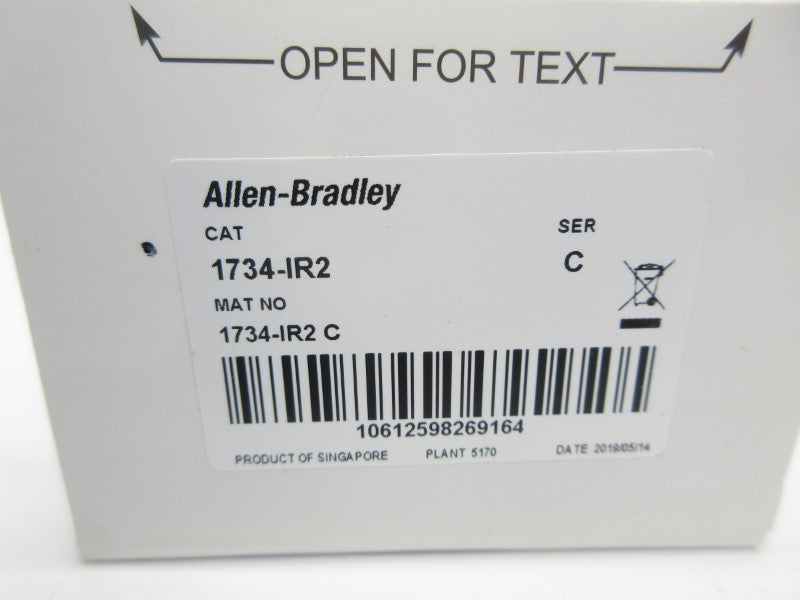 OPEN FOR TEXT
Allen-Bradley
CAT SER
1734-IR2 C
MAT NO
1734-IR2 C
10612598269164
PRODUCT OF SINGAPORE PLANT 5170 DATE 2019/05/14